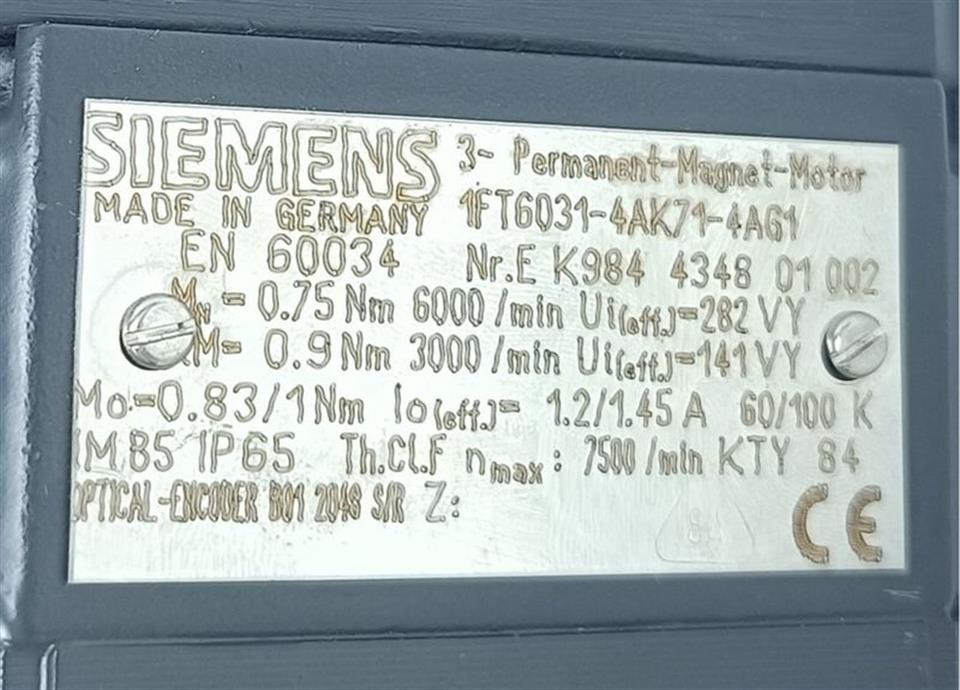 SIEMENS 3~ Permanent-Magnet-Motor
MADE IN GERMANY 1FT6031-4AK71-4AG1
EN 60034 Nr.E K984 4348 01 002
MN = 0.75 Nm 6000/min Ui(eff.)=282 VY
M= 0.9 Nm 3000/min Ui(eff.)=141 VY
Mo=0.83/1 Nm Io(eff.)= 1.2/1.45 A 60/100 K
IM B5 IP65 Th.Cl.F nmax: 7500/min KTY 84
OPTICAL-ENCODER B01 2048 S/R Z:
CE